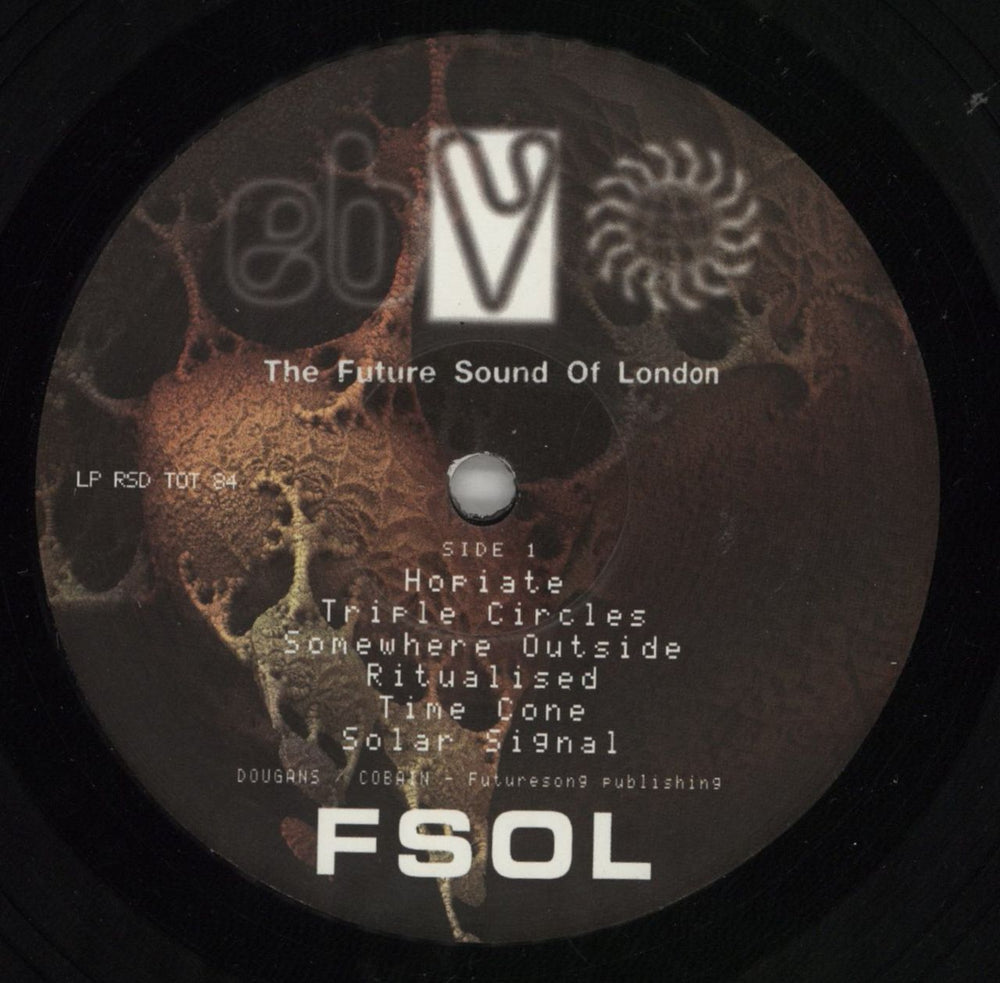 The Future Sound Of London
LP RSD TOT 84
SIDE 1
Hopiate
Triple Circles
Somewhere Outside
Ritualised
Time Cone
Solar Signal
DOUGANS / COBAIN - Futuresong publishing
FSOL